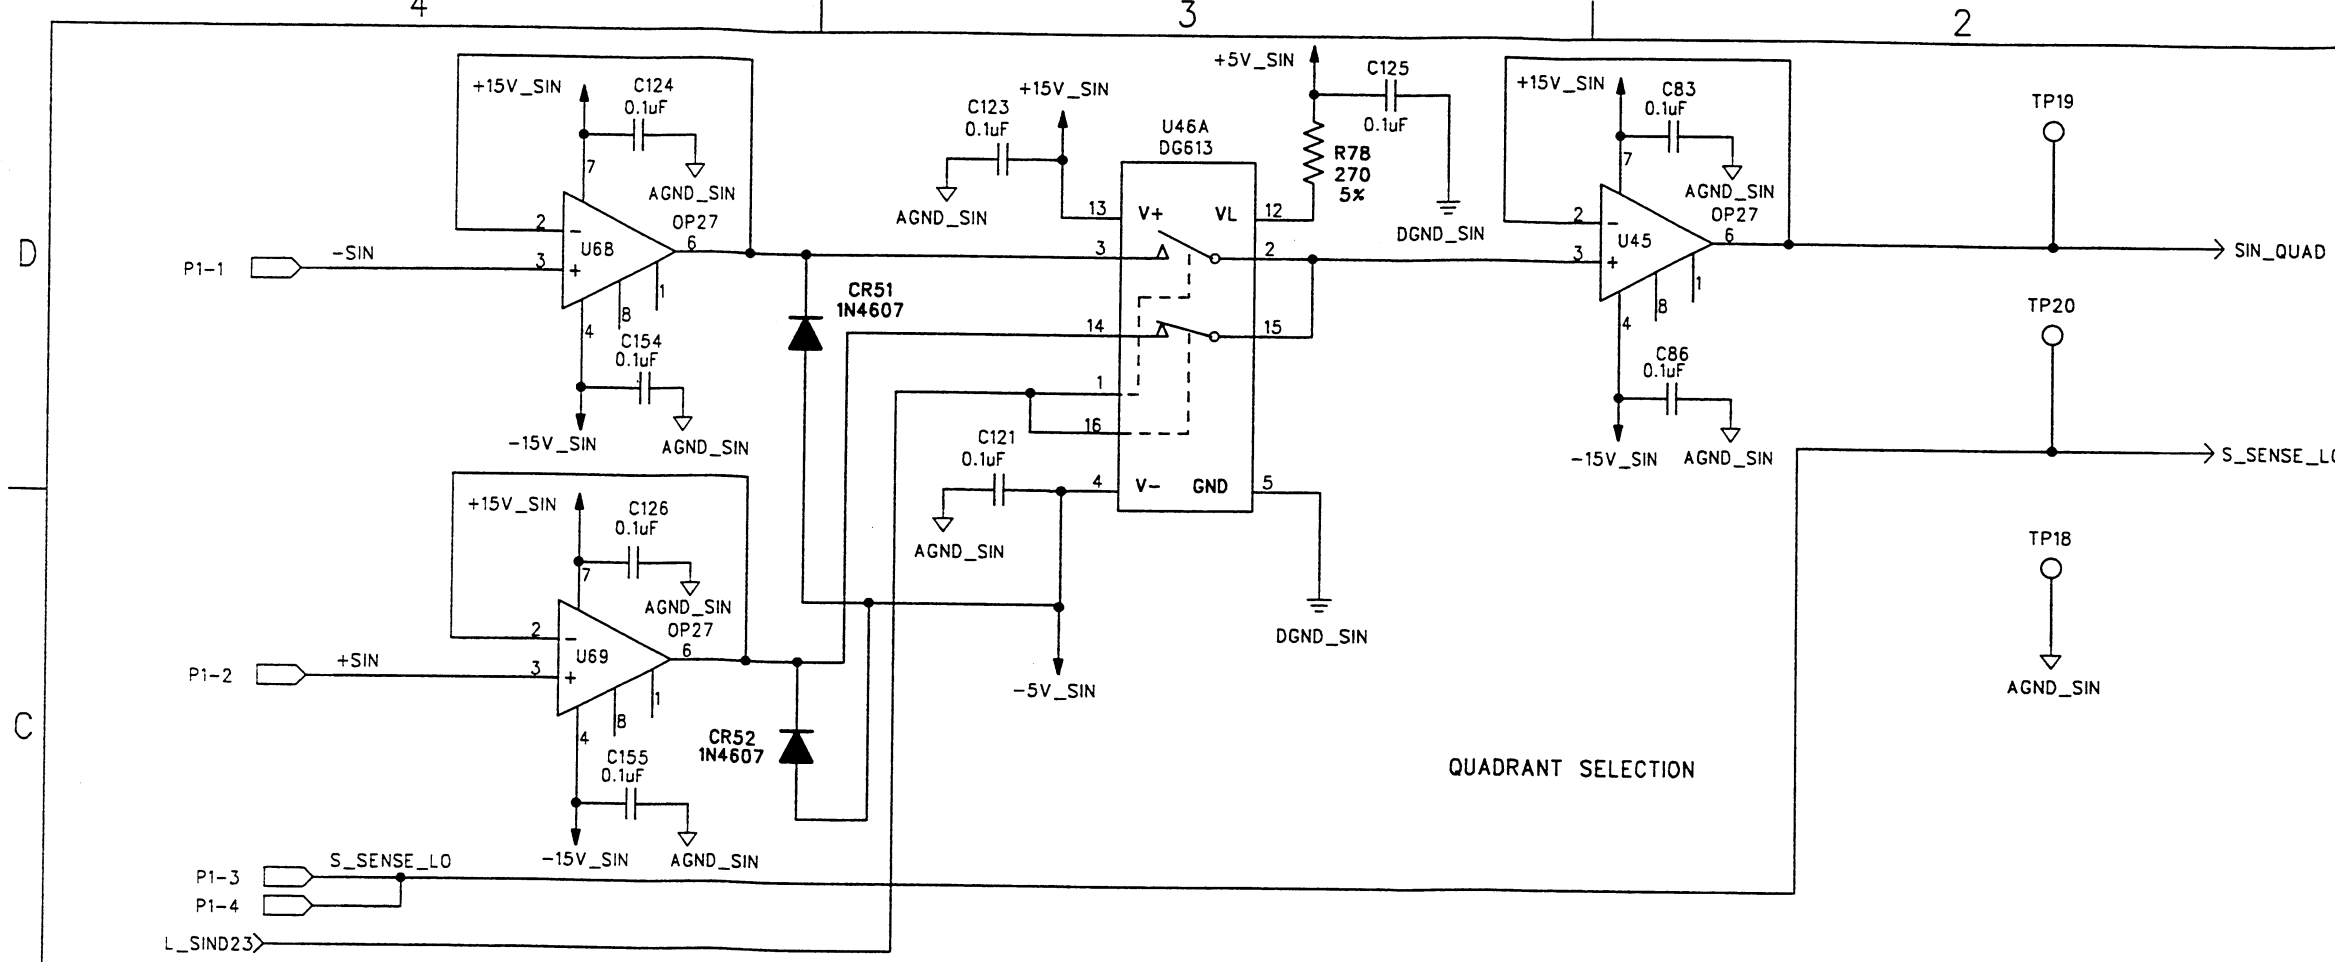 4
3
2
D
C
+15V_SIN
C124
0.1uF
7
AGND_SIN
OP27
2
-
U68
6
3
+
P1-1
-SIN
1
8
4
C154
0.1uF
-15V_SIN
AGND_SIN
CR51
1N4607
C123
0.1uF
+15V_SIN
AGND_SIN
U46A
DG613
+5V_SIN
C125
0.1uF
R78
270
5%
DGND_SIN
13
V+
VL
12
3
2
14
15
1
16
4
V-
GND
5
C121
0.1uF
AGND_SIN
-5V_SIN
DGND_SIN
+15V_SIN
C83
0.1uF
7
AGND_SIN
OP27
2
-
U45
6
3
+
1
8
4
C86
0.1uF
-15V_SIN
AGND_SIN
TP19
SIN_QUAD
TP20
S_SENSE_LO
TP18
AGND_SIN
+15V_SIN
C126
0.1uF
7
AGND_SIN
OP27
2
-
U69
6
3
+
P1-2
+SIN
1
8
4
C155
0.1uF
-15V_SIN
AGND_SIN
CR52
1N4607
QUADRANT SELECTION
P1-3
S_SENSE_LO
P1-4
L_SIND23